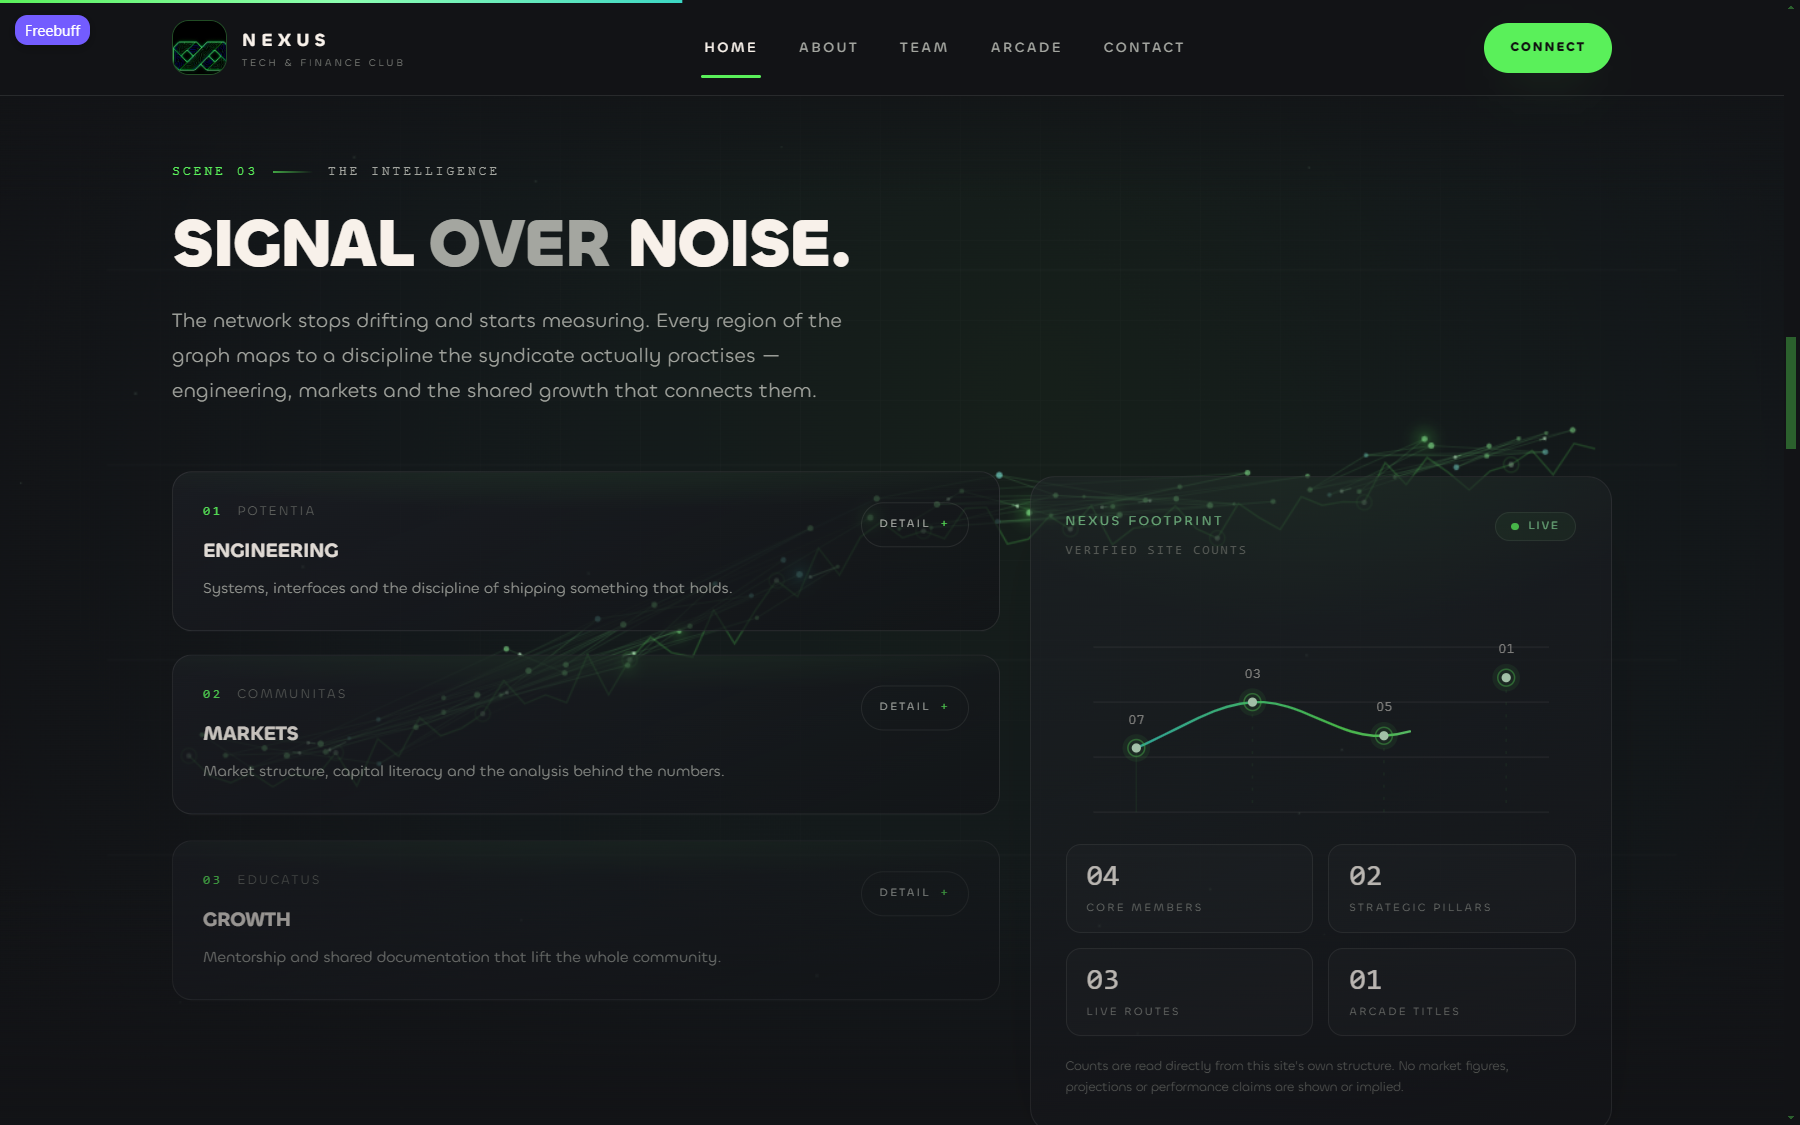 Freebuff
NEXUS
TECH & FINANCE CLUB
HOME
ABOUT
TEAM
ARCADE
CONTACT
CONNECT
SCENE 03
THE INTELLIGENCE
SIGNAL OVER NOISE.
The network stops drifting and starts measuring. Every region of the
graph maps to a discipline the syndicate actually practises —
engineering, markets and the shared growth that connects them.
01 POTENTIA
DETAIL +
ENGINEERING
Systems, interfaces and the discipline of shipping something that holds.
02 COMMUNITAS
DETAIL +
MARKETS
Market structure, capital literacy and the analysis behind the numbers.
03 EDUCATUS
DETAIL +
GROWTH
Mentorship and shared documentation that lift the whole community.
NEXUS FOOTPRINT
LIVE
VERIFIED SITE COUNTS
07
03
05
01
04
CORE MEMBERS
02
STRATEGIC PILLARS
03
LIVE ROUTES
01
ARCADE TITLES
Counts are read directly from this site's own structure. No market figures,
projections or performance claims are shown or implied.